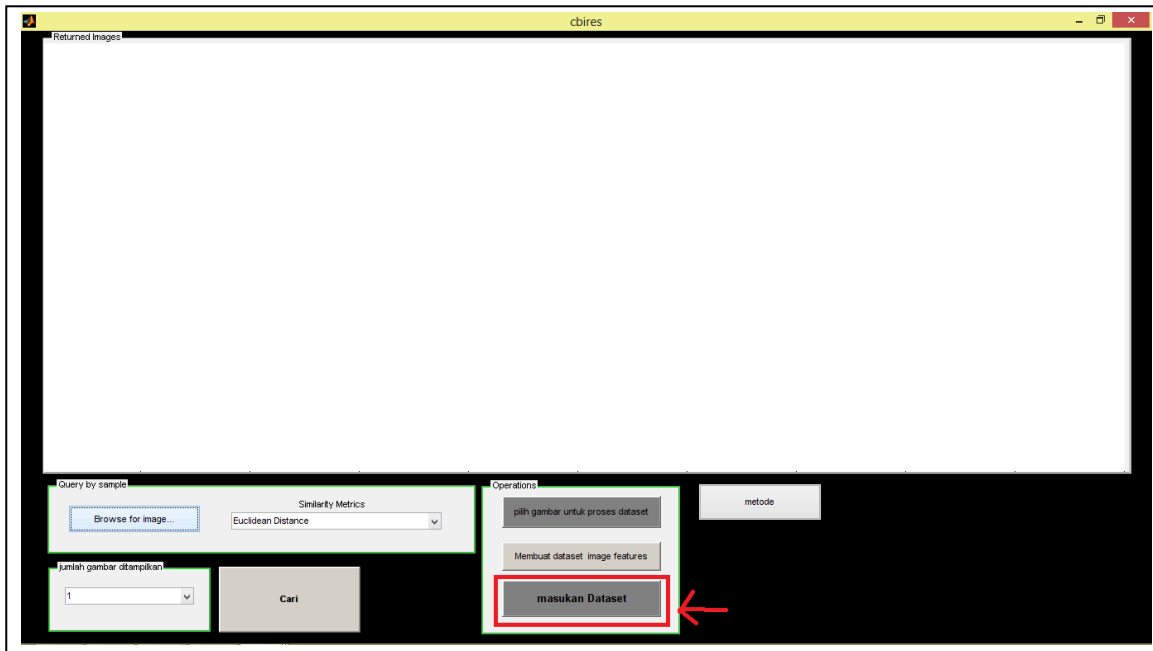 cbires
Returned Images
Query by sample
Browse for image...
Similarity Metrics
Euclidean Distance
jumlah gambar ditampilkan
1
Cari
Operations
pilih gambar untuk proses dataset
Membuat dataset image features
masukan Dataset
metode